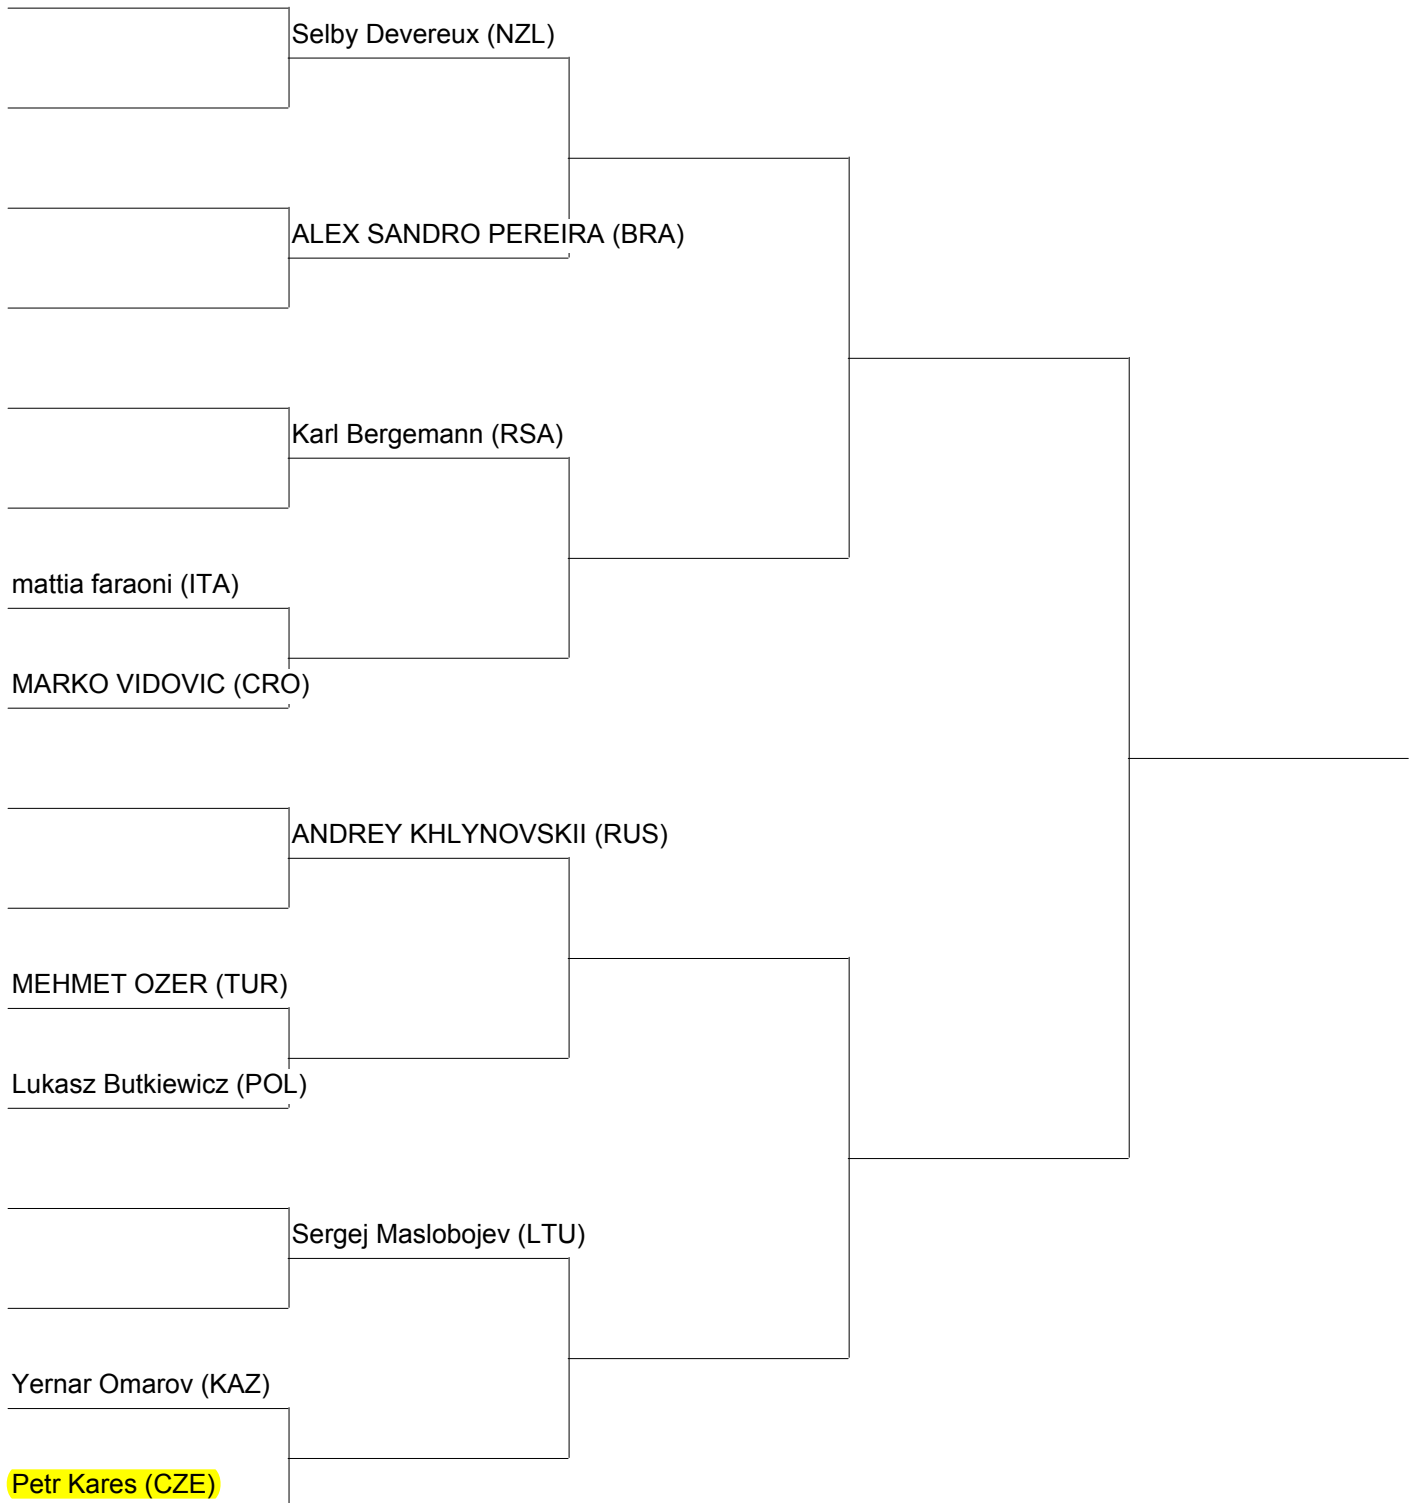 Selby Devereux (NZL)
ALEX SANDRO PEREIRA (BRA)
Karl Bergemann (RSA)
mattia faraoni (ITA)
MARKO VIDOVIC (CRO)
ANDREY KHLYNOVSKII (RUS)
MEHMET OZER (TUR)
Lukasz Butkiewicz (POL)
Sergej Maslobojev (LTU)
Yernar Omarov (KAZ)
Petr Kares (CZE)